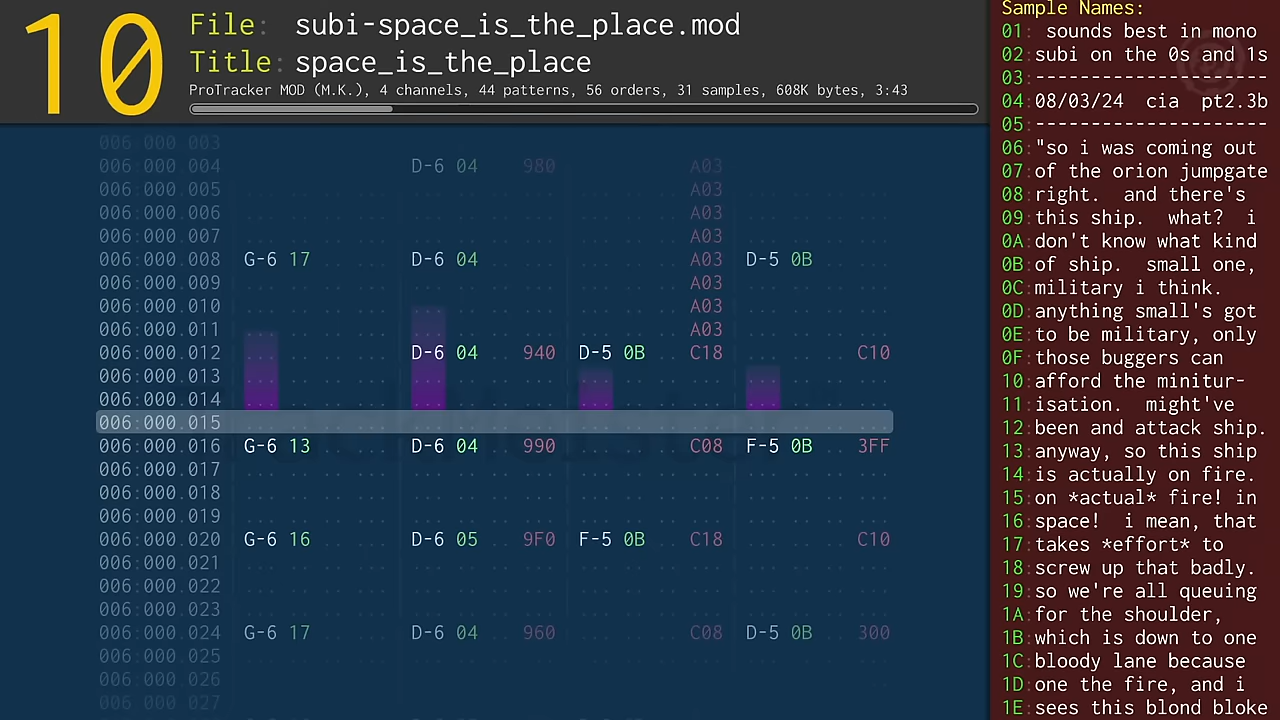 10
File: subi-space_is_the_place.mod
Title: space_is_the_place
ProTracker MOD (M.K.), 4 channels, 44 patterns, 56 orders, 31 samples, 608K bytes, 3:43
006 000 003
006:000.004 D-6 04 980 A03
006:000.005 A03
006:000.006 A03
006:000.007 A03
006:000.008 G-6 17 D-6 04 A03 D-5 0B
006:000.009 A03
006:000.010 A03
006:000.011 A03
006:000.012 D-6 04 940 D-5 0B C18 C10
006:000.013
006:000.014
006:000.015
006:000.016 G-6 13 D-6 04 990 C08 F-5 0B 3FF
006:000.017
006:000.018
006:000.019
006:000.020 G-6 16 D-6 05 9F0 F-5 0B C18 C10
006:000.021
006:000.022
006:000.023
006:000.024 G-6 17 D-6 04 960 C08 D-5 0B 300
006:000.025
006 000 026
006 000 027
Sample Names:
01: sounds best in mono
02:subi on the 0s and 1s
03:---------------------
04:08/03/24 cia pt2.3b
05:---------------------
06:"so i was coming out
07:of the orion jumpgate
08:right. and there's
09:this ship. what? i
0A:don't know what kind
0B:of ship. small one,
0C:military i think.
0D:anything small's got
0E:to be military, only
0F:those buggers can
10:afford the minitur-
11:isation. might've
12:been and attack ship.
13:anyway, so this ship
14:is actually on fire.
15:on *actual* fire! in
16:space! i mean, that
17:takes *effort* to
18:screw up that badly.
19:so we're all queuing
1A:for the shoulder,
1B:which is down to one
1C:bloody lane because
1D:one the fire, and i
1E:sees this blond bloke